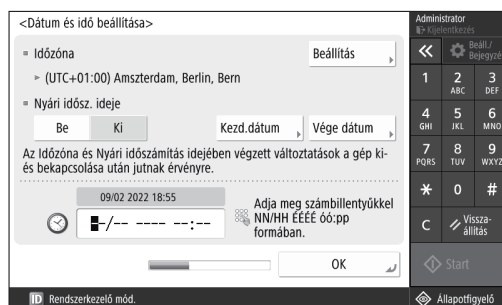 <Dátum és idő beállítása>
Időzóna
Beállítás
(UTC+01:00) Amszterdam, Berlin, Bern
Nyári idősz. ideje
Be
Ki
Kezd.dátum
Vége dátum
Az Időzóna és Nyári időszámítás idejében végzett változtatások a gép ki-
és bekapcsolása után jutnak érvényre.
09/02 2022 18:55
-/-- ---- --:--
Adja meg számbillentyűkkel
NN/HH ÉÉÉÉ óó:pp
formában.
OK
ID Rendszerkezelő mód.
Administrator
Kijelentkezés
Beáll./
Bejegyzé
1
2
ABC
3
DEF
4
GHI
5
JKL
6
MNO
7
PQRS
8
TUV
9
WXYZ
0
#
C
Vissza-
állítás
Start
Állapotfigyelő